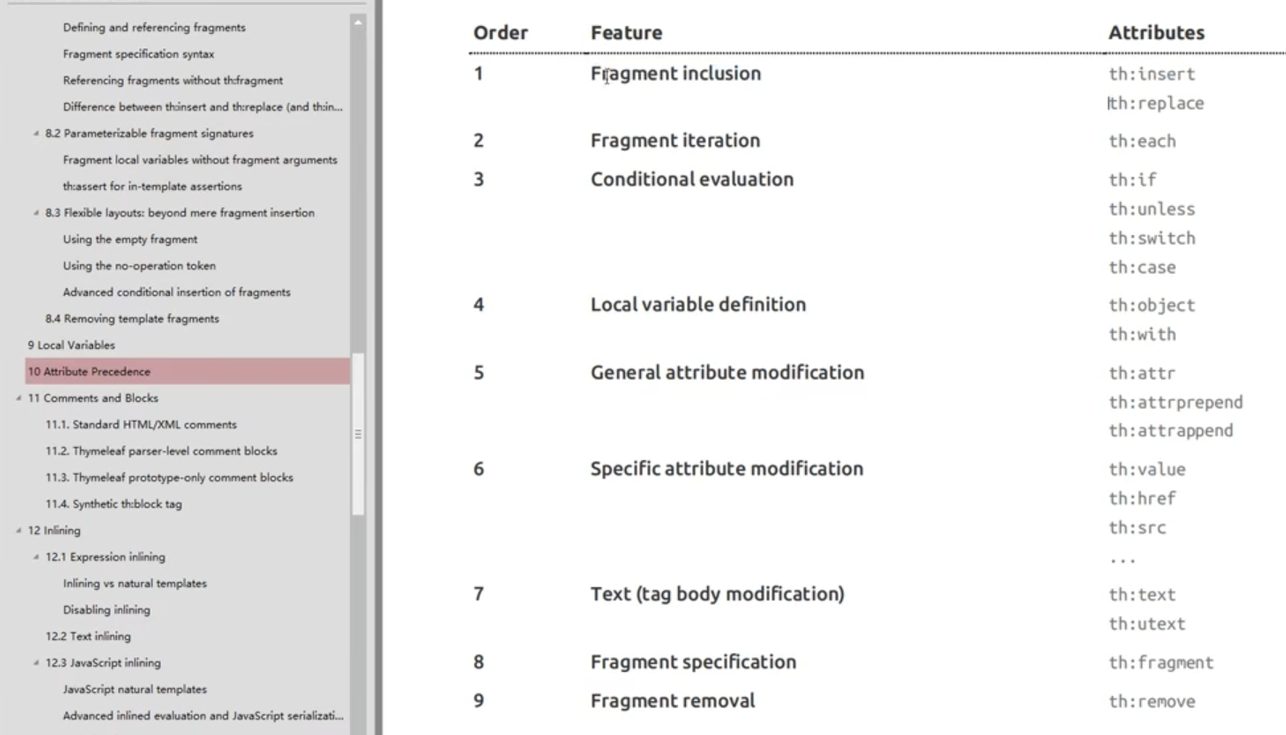 Defining and referencing fragments
Fragment specification syntax
Referencing fragments without th:fragment
Difference between th:insert and th:replace (and th:in...
8.2 Parameterizable fragment signatures
Fragment local variables without fragment arguments
th:assert for in-template assertions
8.3 Flexible layouts: beyond mere fragment insertion
Using the empty fragment
Using the no-operation token
Advanced conditional insertion of fragments
8.4 Removing template fragments
9 Local Variables
10 Attribute Precedence
11 Comments and Blocks
11.1. Standard HTML/XML comments
11.2. Thymeleaf parser-level comment blocks
11.3. Thymeleaf prototype-only comment blocks
11.4. Synthetic th:block tag
12 Inlining
12.1 Expression inlining
Inlining vs natural templates
Disabling inlining
12.2 Text inlining
12.3 JavaScript inlining
JavaScript natural templates
Advanced inlined evaluation and JavaScript serializati...
Order Feature Attributes
1 Fragment inclusion th:insert
th:replace
2 Fragment iteration th:each
3 Conditional evaluation th:if
th:unless
th:switch
th:case
4 Local variable definition th:object
th:with
5 General attribute modification th:attr
th:attrprepend
th:attrappend
6 Specific attribute modification th:value
th:href
th:src
...
7 Text (tag body modification) th:text
th:utext
8 Fragment specification th:fragment
9 Fragment removal th:remove